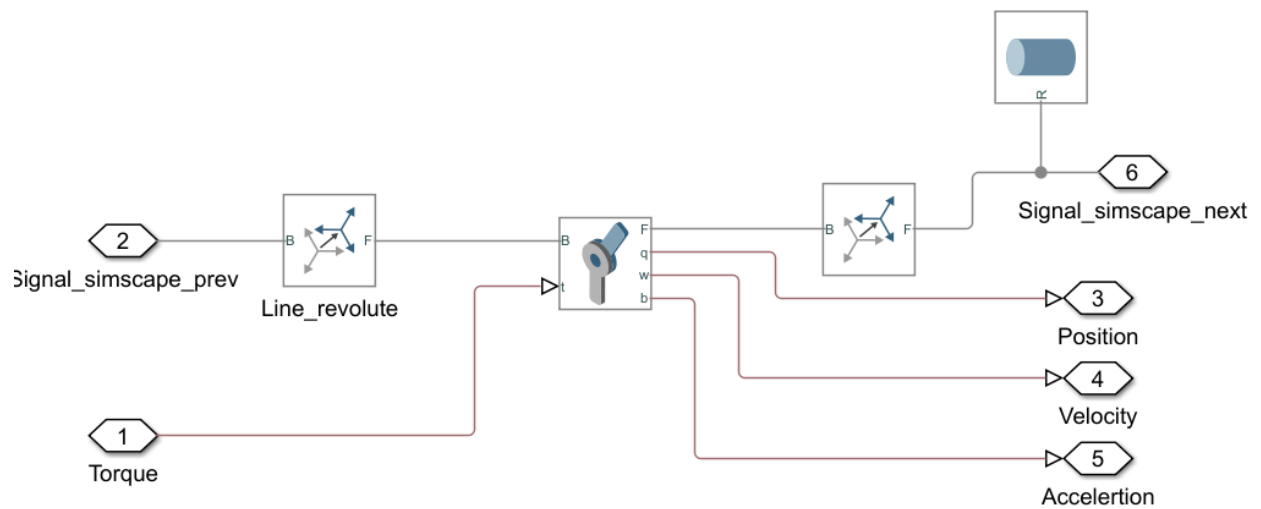 R
6
Signal_simscape_next
2
B
F
Signal_simscape_prev
Line_revolute
B
t
F
q
w
b
B
F
3
Position
4
Velocity
5
Accelertion
1
Torque